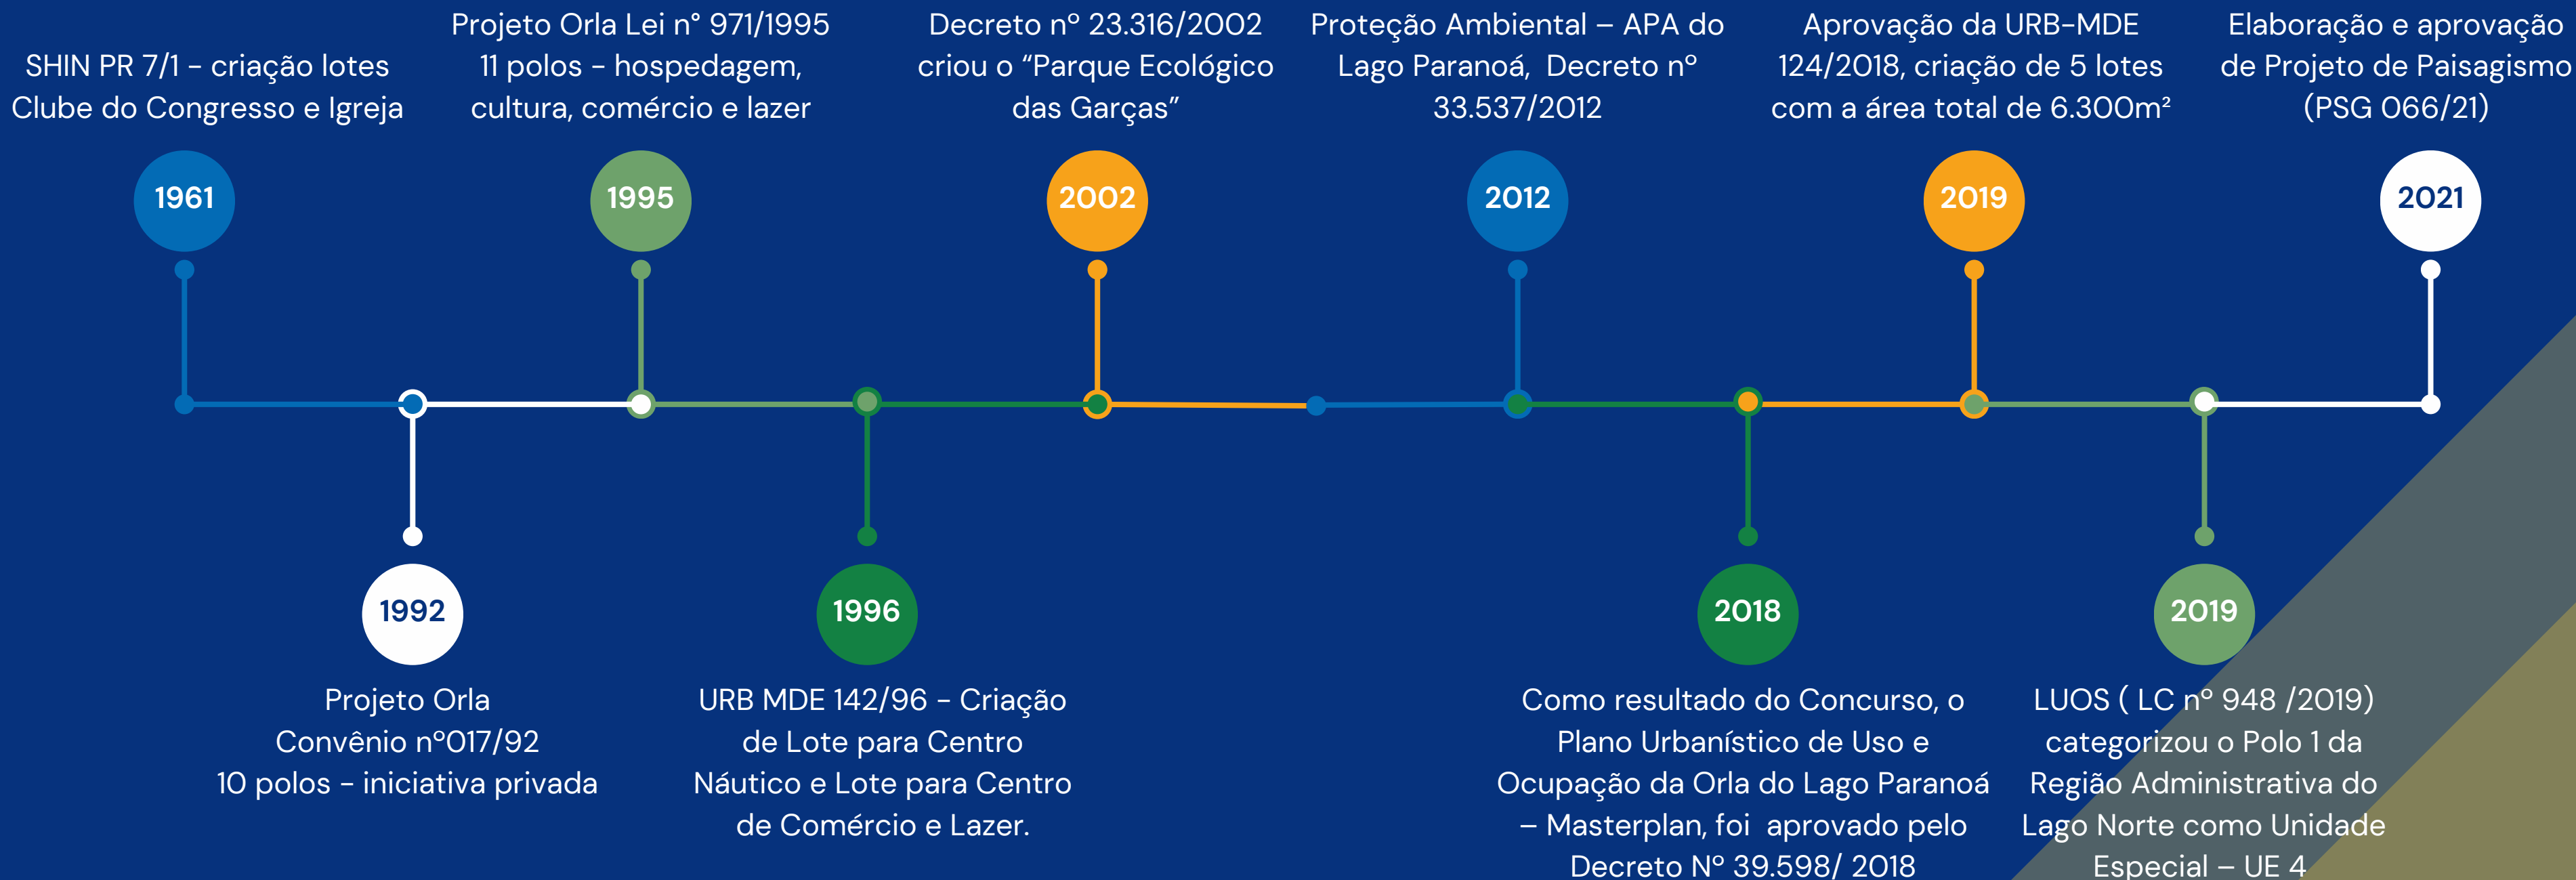 SHIN PR 7/1 - criação lotes
Clube do Congresso e Igreja
1961
Projeto Orla
Convênio nº017/92
10 polos - iniciativa privada
1992
Projeto Orla Lei n° 971/1995
11 polos - hospedagem,
cultura, comércio e lazer
1995
1996
URB MDE 142/96 - Criação
de Lote para Centro
Náutico e Lote para Centro
de Comércio e Lazer.
Decreto nº 23.316/2002
criou o “Parque Ecológico
das Garças”
2002
Proteção Ambiental – APA do
Lago Paranoá, Decreto nº
33.537/2012
2012
2018
Como resultado do Concurso, o
Plano Urbanístico de Uso e
Ocupação da Orla do Lago Paranoá
– Masterplan, foi aprovado pelo
Decreto Nº 39.598/ 2018
Aprovação da URB-MDE
124/2018, criação de 5 lotes
com a área total de 6.300m²
2019
2019
LUOS ( LC nº 948 /2019)
categorizou o Polo 1 da
Região Administrativa do
Lago Norte como Unidade
Especial – UE 4
Elaboração e aprovação
de Projeto de Paisagismo
(PSG 066/21)
2021